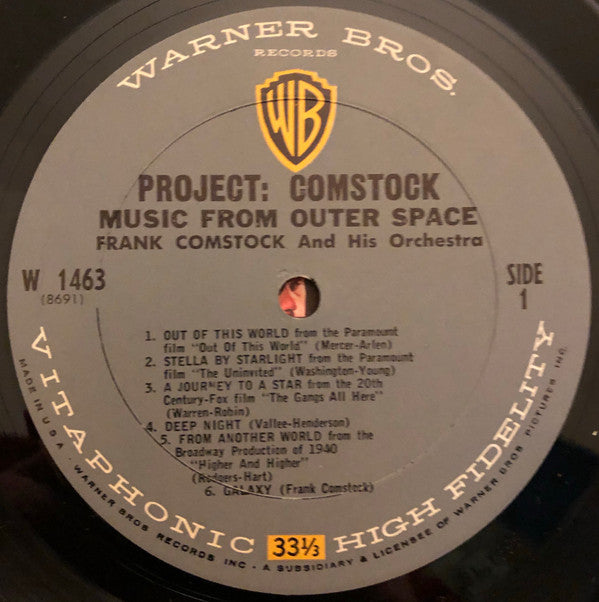 WARNER BROS.
RECORDS
WB
PROJECT: COMSTOCK
MUSIC FROM OUTER SPACE
FRANK COMSTOCK And His Orchestra
W 1463
(8691)
SIDE
1
1. OUT OF THIS WORLD from the Paramount
film "Out Of This World" (Mercer-Arlen)
2. STELLA BY STARLIGHT from the Paramount
film "The Uninvited" (Washington-Young)
3. A JOURNEY TO A STAR from the 20th
Century-Fox film "The Gangs All Here"
(Warren-Robin)
4. DEEP NIGHT (Vallee-Henderson)
5. FROM ANOTHER WORLD from the
Broadway Production of 1940
"Higher And Higher"
(Rodgers-Hart)
6. GALAXY (Frank Comstock)
VITAPHONIC 33⅓ HIGH FIDELITY
MADE IN U.S.A. · WARNER BROS RECORDS INC · A SUBSIDIARY & LICENSEE OF WARNER BROS PICTURES INC.